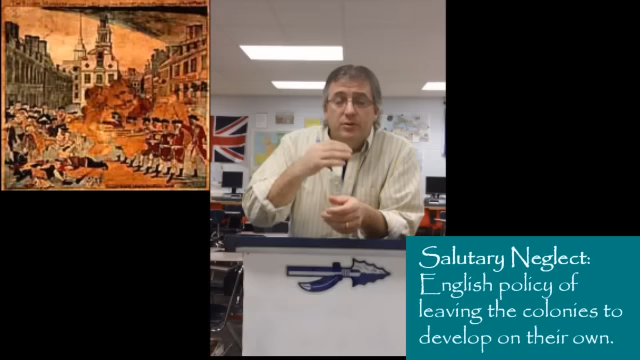 Salutary Neglect:
English policy of
leaving the colonies to
develop on their own.